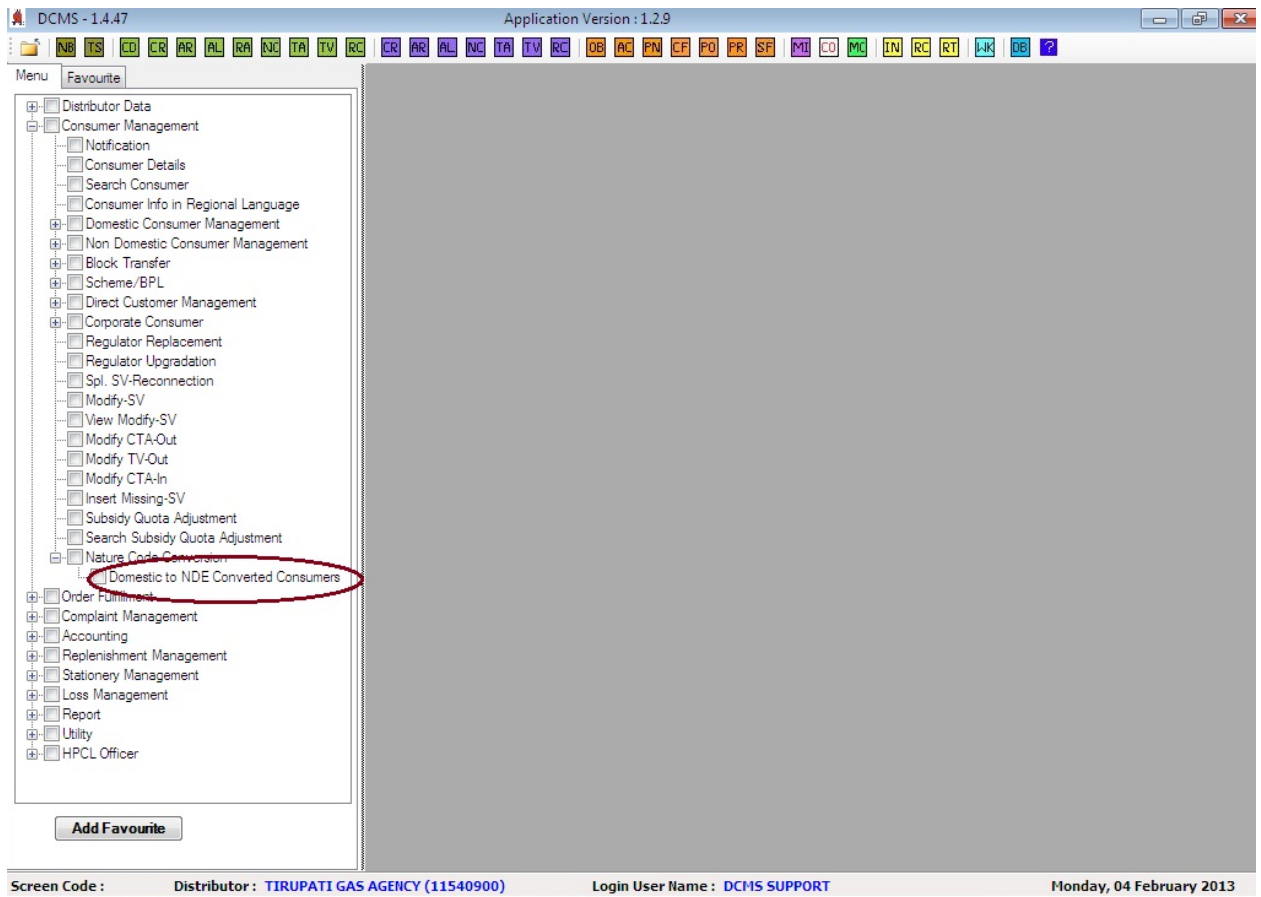 DCMS - 1.4.47 Application Version : 1.2.9
NB TS CD CR AR AL RA NC TA TV RC CR AR AL NC TA TV RC OB AC PN CF PO PR SF MI CO MC IN RC RT WK DB ?
Menu Favourite
Distributor Data
Consumer Management
Notification
Consumer Details
Search Consumer
Consumer Info in Regional Language
Domestic Consumer Management
Non Domestic Consumer Management
Block Transfer
Scheme/BPL
Direct Customer Management
Corporate Consumer
Regulator Replacement
Regulator Upgradation
Spl. SV-Reconnection
Modify-SV
View Modify-SV
Modify CTA-Out
Modify TV-Out
Modify CTA-In
Insert Missing-SV
Subsidy Quota Adjustment
Search Subsidy Quota Adjustment
Nature Code Conversion
Domestic to NDE Converted Consumers
Order Fulfilment
Complaint Management
Accounting
Replenishment Management
Stationery Management
Loss Management
Report
Utility
HPCL Officer
Add Favourite
Screen Code : Distributor : TIRUPATI GAS AGENCY (11540900) Login User Name : DCMS SUPPORT Monday, 04 February 2013